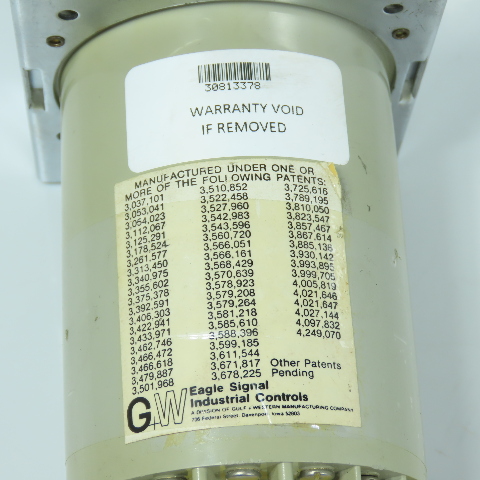 30813378
WARRANTY VOID
IF REMOVED
MANUFACTURED UNDER ONE OR
MORE OF THE FOLLOWING PATENTS:
3,037,101 3,510,852 3,725,616
3,053,041 3,522,458 3,789,195
3,054,023 3,527,960 3,810,050
3,112,067 3,542,983 3,823,547
3,125,291 3,543,596 3,857,467
3,178,524 3,560,720 3,867,614
3,261,577 3,566,051 3,885,136
3,313,450 3,566,161 3,930,142
3,340,975 3,568,429 3,993,895
3,355,602 3,570,639 3,999,705
3,375,378 3,578,923 4,005,819
3,392,591 3,579,208 4,021,646
3,406,303 3,579,264 4,021,647
3,422,941 3,581,218 4,027,144
3,433,971 3,585,610 4,097,832
3,462,746 3,588,396 4,249,070
3,466,472 3,599,185
3,466,618 3,611,544
3,479,887 3,671,817 Other Patents
3,501,968 3,678,225 Pending
G+W Eagle Signal
Industrial Controls
A DIVISION OF GULF + WESTERN MANUFACTURING COMPANY
736 Federal Street, Davenport, Iowa 52803